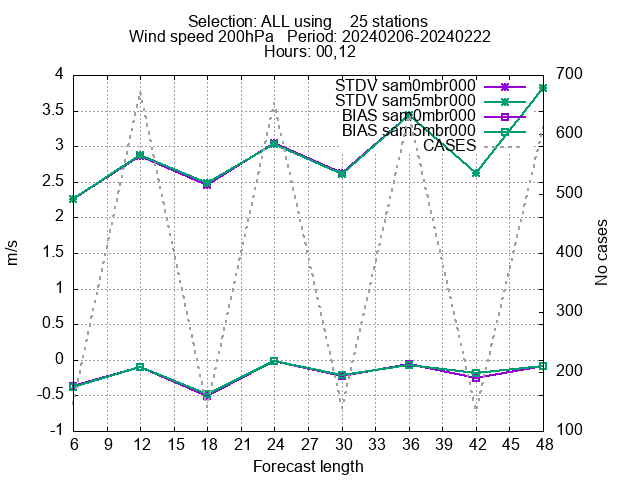 Selection: ALL using    25 stations
Wind speed 200hPa   Period: 20240206-20240222
Hours: 00,12
STDV sam0mbr000
STDV sam5mbr000
BIAS sam0mbr000
BIAS sam5mbr000
CASES
4
3.5
3
2.5
2
1.5
1
0.5
0
-0.5
-1
m/s
700
600
500
400
300
200
100
No cases
6 12 15 18 21 24 27 30 33 36 39 42 45 48
Forecast length